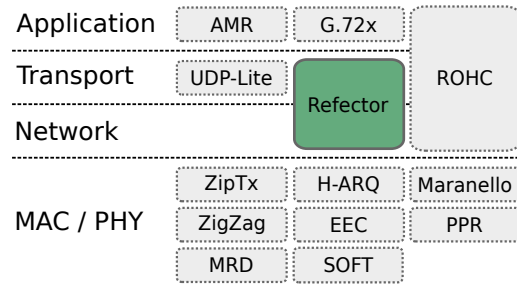 Application AMR G.72x
Transport UDP-Lite Refector ROHC
Network
MAC / PHY ZipTx H-ARQ Maranello
ZigZag EEC PPR
MRD SOFT